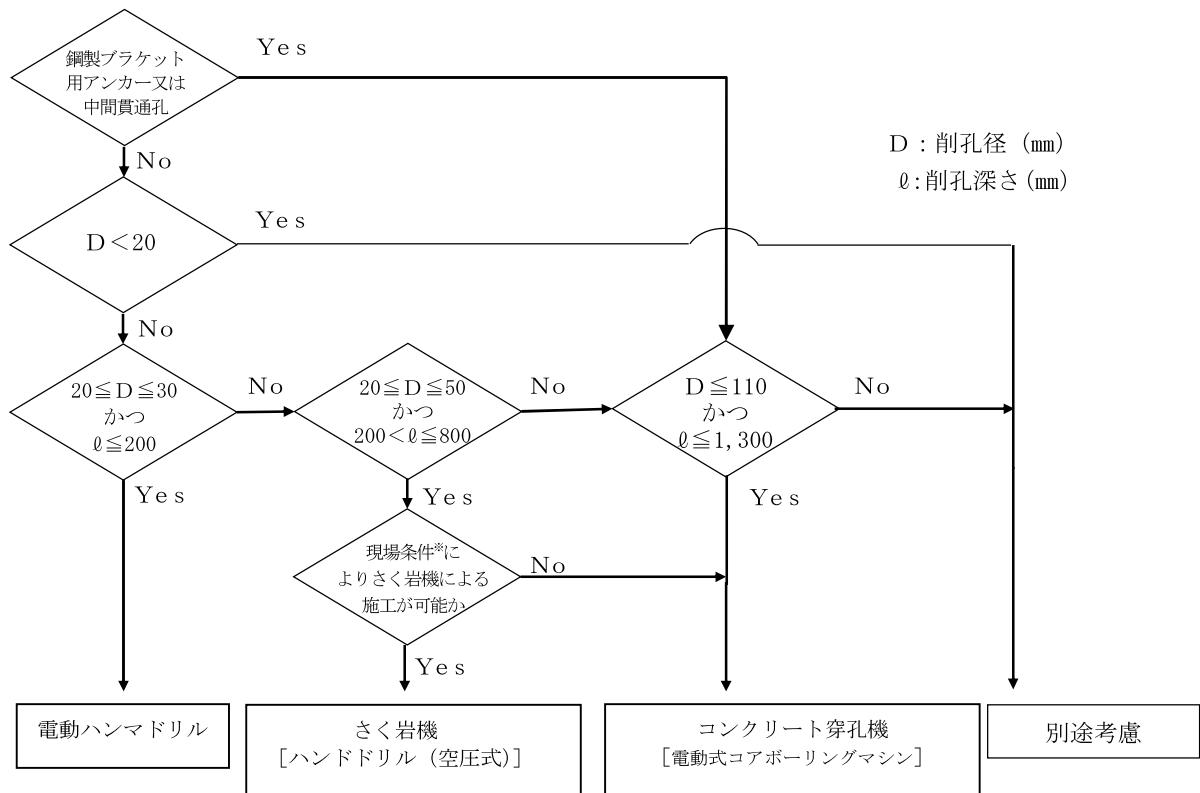 鋼製ブラケット
用アンカー又は
中間貫通孔
Ｙｅｓ
Ｎｏ
Ｄ：削孔径（㎜）
ℓ:削孔深さ(㎜)
Ｄ＜20
Ｙｅｓ
Ｎｏ
20≦Ｄ≦30
かつ
ℓ≦200
Ｎｏ
Ｙｅｓ
20≦Ｄ≦50
かつ
200<ℓ≦800
Ｎｏ
Ｙｅｓ
Ｄ≦110
かつ
ℓ≦1,300
Ｎｏ
Ｙｅｓ
現場条件※に
よりさく岩機による
施工が可能か
Ｎｏ
Ｙｅｓ
電動ハンマドリル
さく岩機
［ハンドドリル（空圧式）］
コンクリート穿孔機
［電動式コアボーリングマシン］
別途考慮